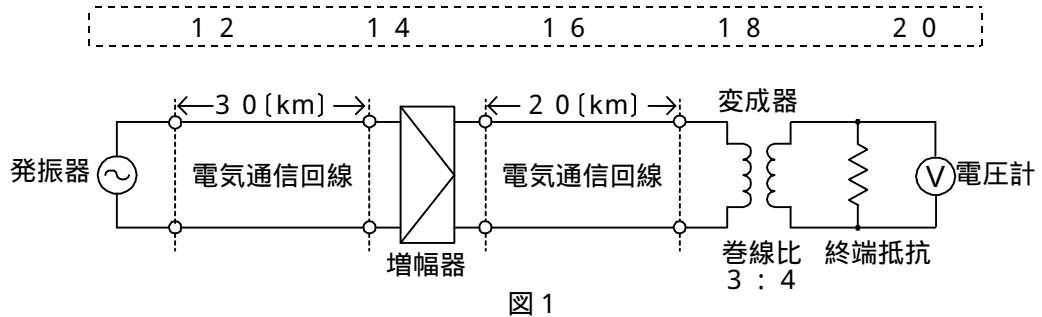 12 14 16 18 20
30〔km〕 20〔km〕 変成器
発振器 電気通信回線 電気通信回線 V 電圧計
増幅器 巻線比 終端抵抗
3 : 4
図1